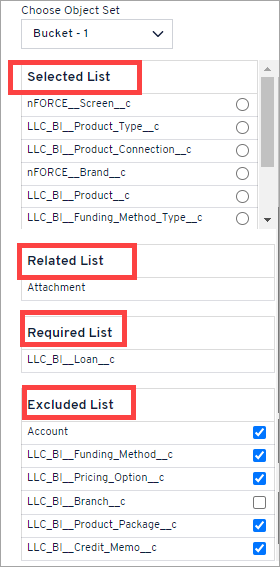 Choose Object Set
Bucket - 1
Selected List
nFORCE__Screen__c
LLC_BI__Product_Type__c
LLC_BI__Product_Connection__c
nFORCE__Brand__c
LLC_BI__Product__c
LLC_BI__Funding_Method_Type__c
Related List
Attachment
Required List
LLC_BI__Loan__c
Excluded List
Account
LLC_BI__Funding_Method__c
LLC_BI__Pricing_Option__c
LLC_BI__Branch__c
LLC_BI__Product_Package__c
LLC_BI__Credit_Memo__c